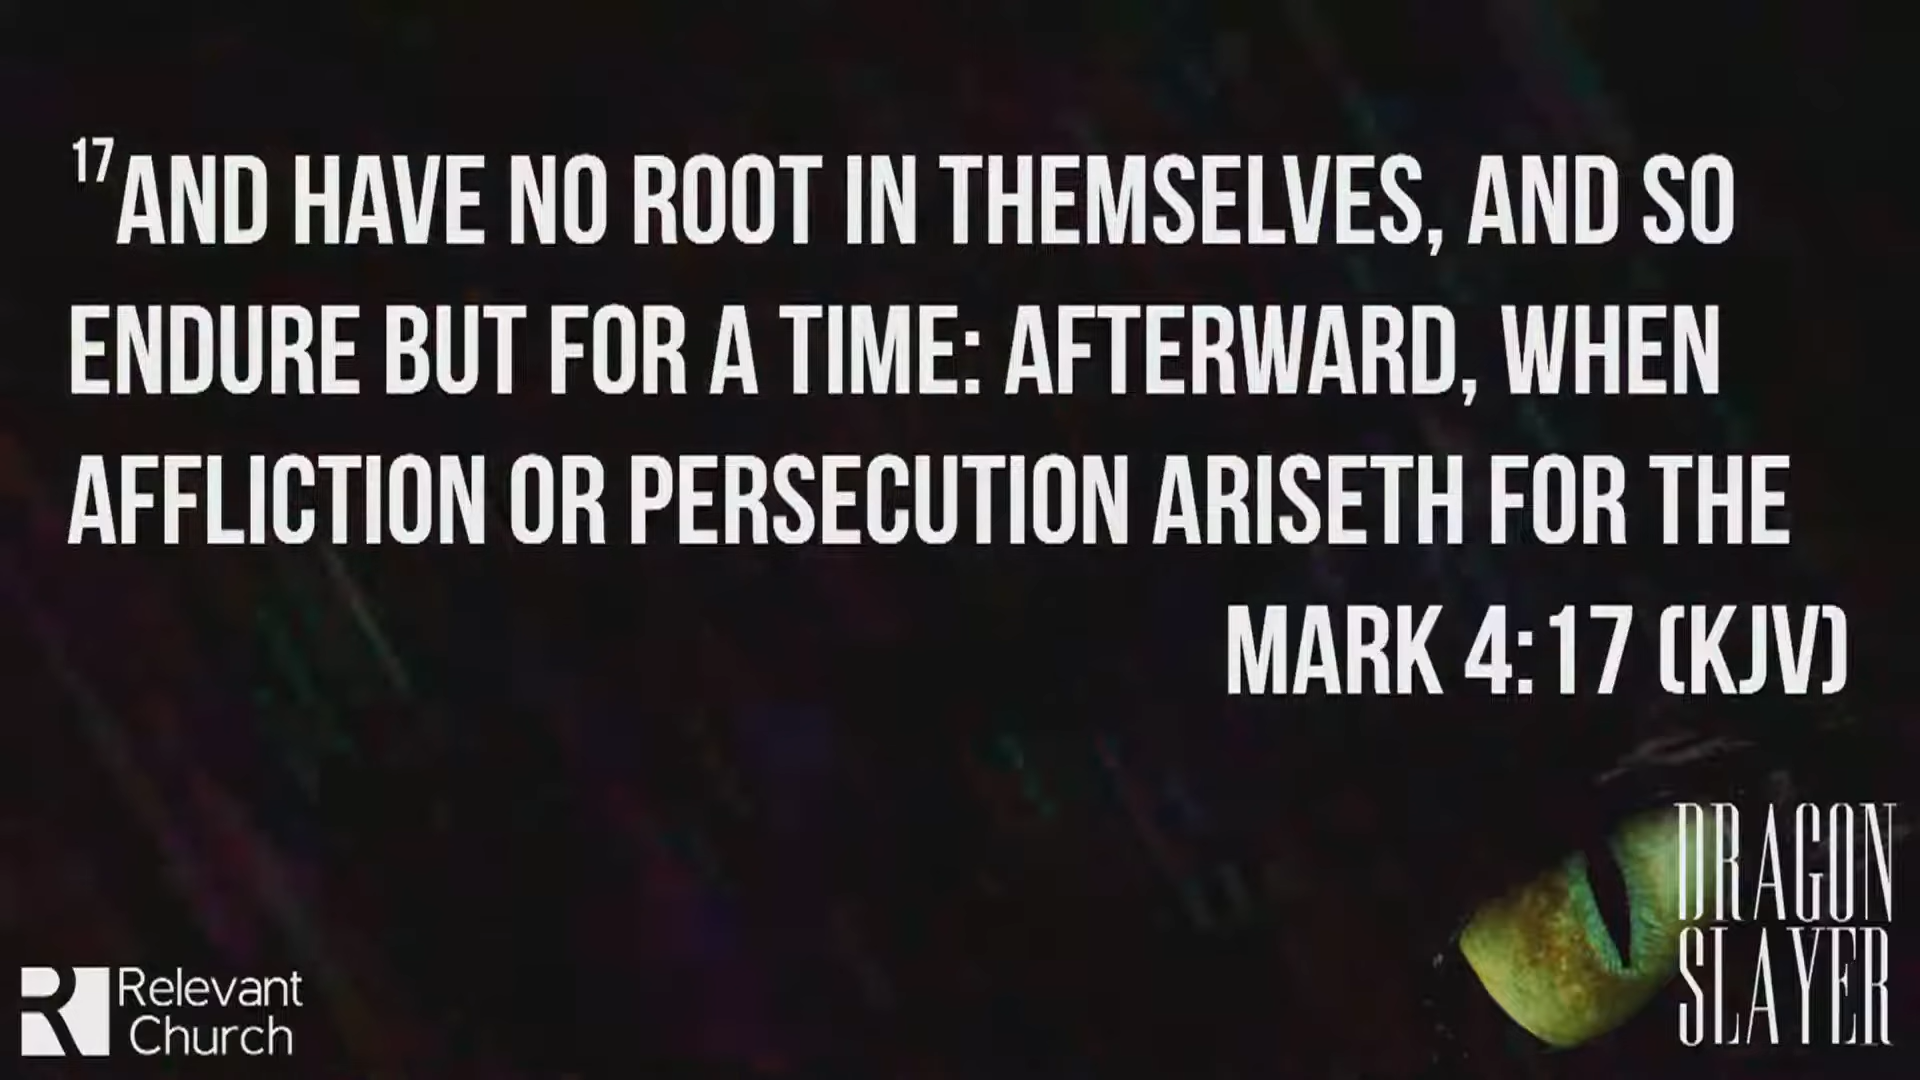 17AND HAVE NO ROOT IN THEMSELVES, AND SO
ENDURE BUT FOR A TIME: AFTERWARD, WHEN
AFFLICTION OR PERSECUTION ARISETH FOR THE
MARK 4:17 (KJV)
DRAGON
SLAYER
R Relevant
Church